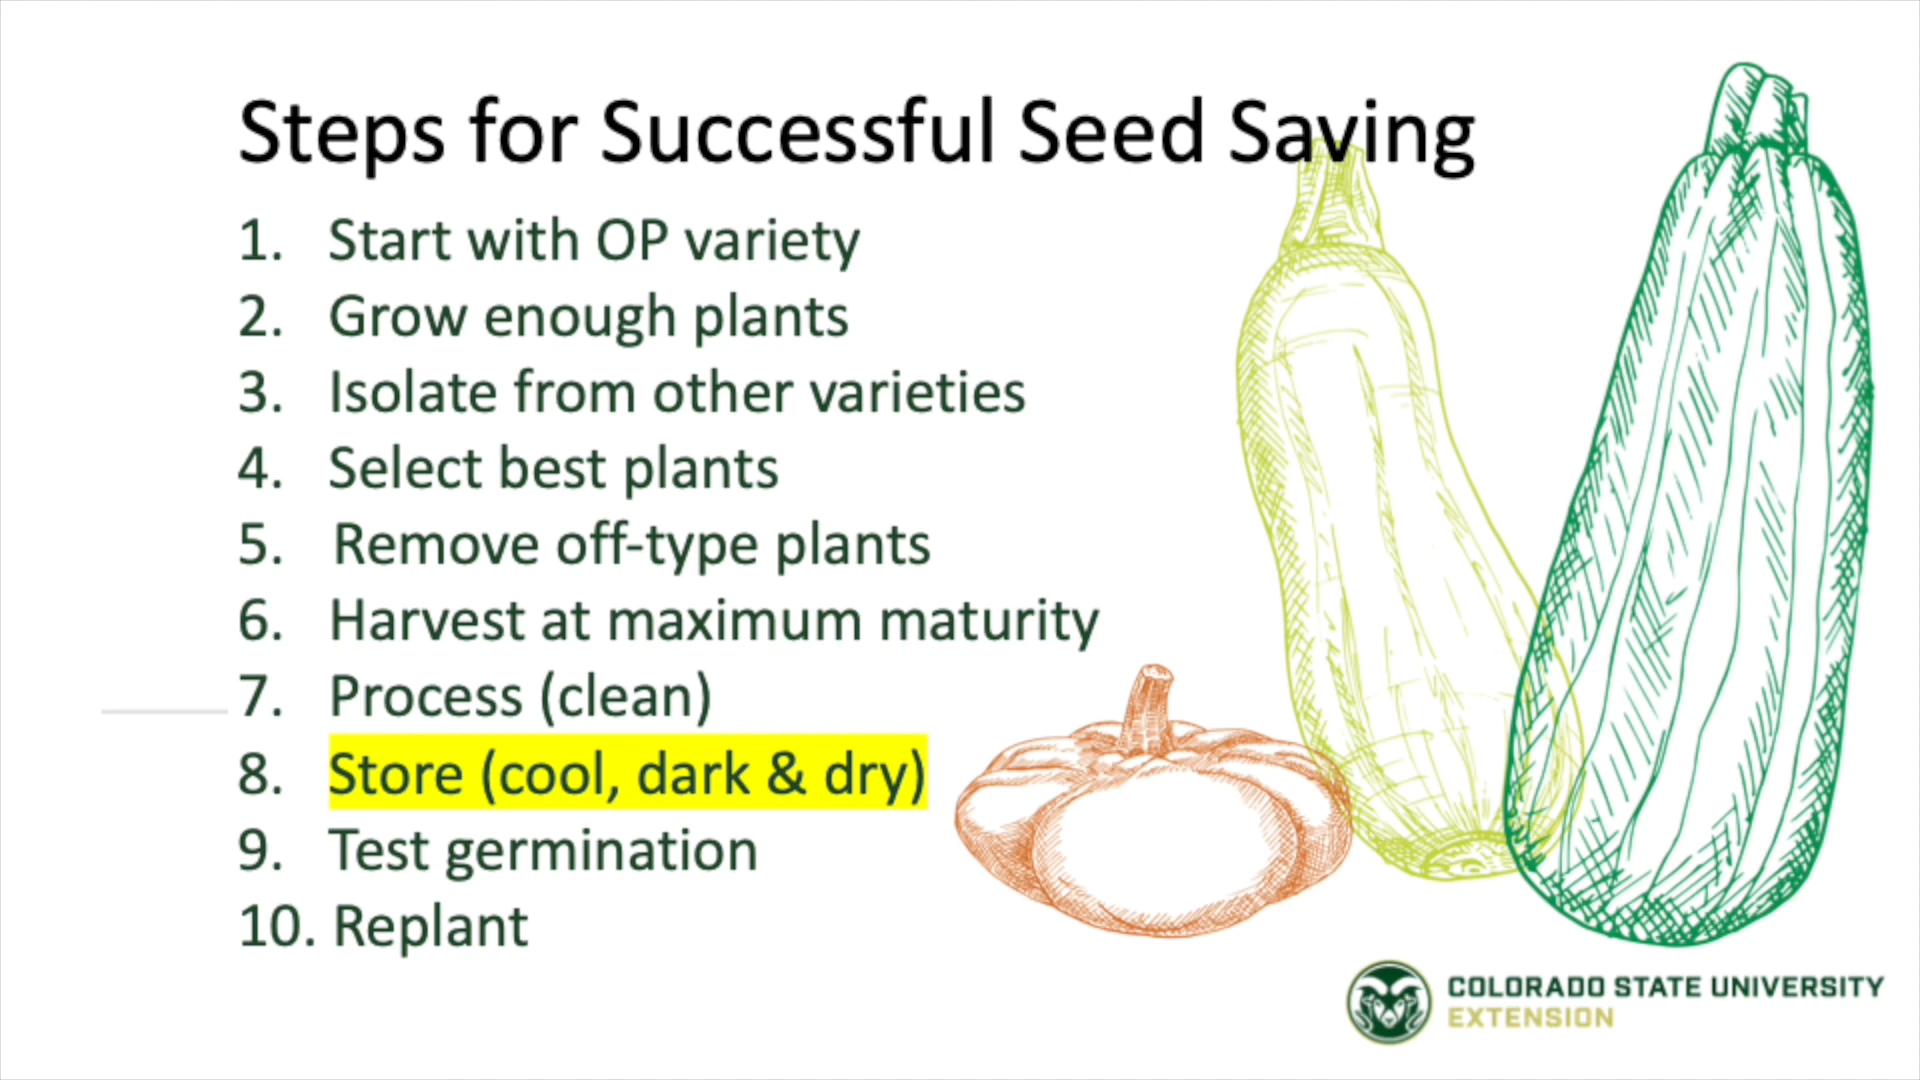 Steps for Successful Seed Saving
1. Start with OP variety
2. Grow enough plants
3. Isolate from other varieties
4. Select best plants
5. Remove off-type plants
6. Harvest at maximum maturity
7. Process (clean)
8. Store (cool, dark & dry)
9. Test germination
10. Replant
COLORADO STATE UNIVERSITY
EXTENSION